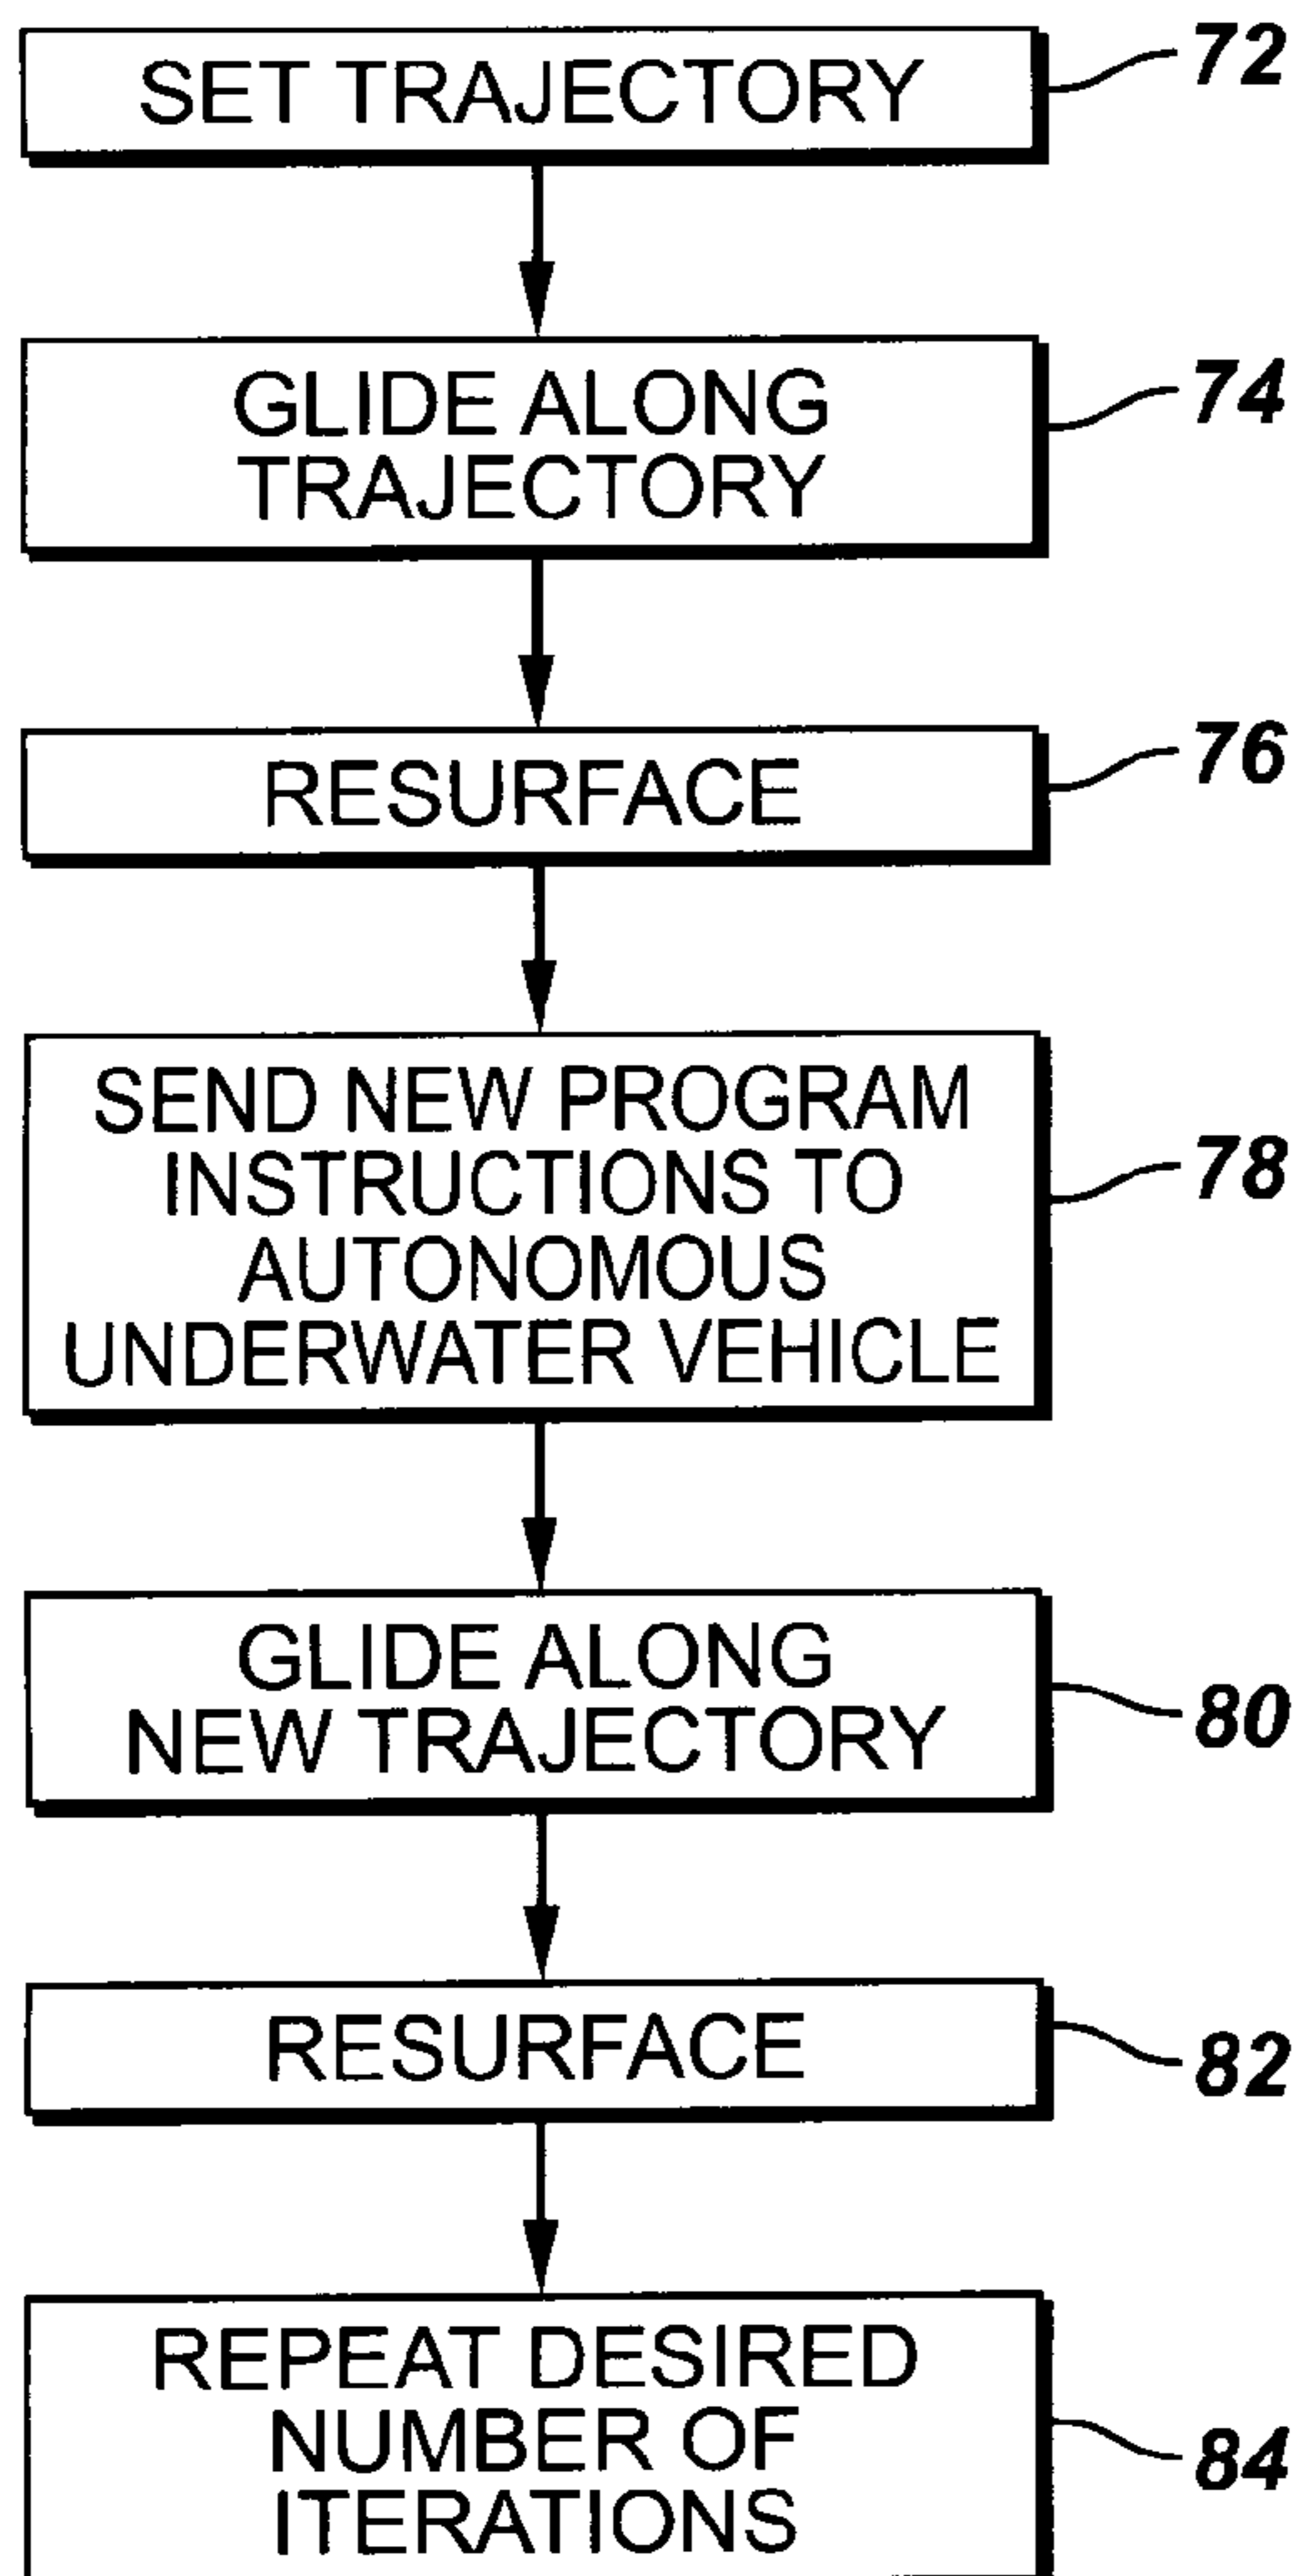 SET TRAJECTORY
72
GLIDE ALONG
TRAJECTORY
74
RESURFACE
76
SEND NEW PROGRAM
INSTRUCTIONS TO
AUTONOMOUS
UNDERWATER VEHICLE
78
GLIDE ALONG
NEW TRAJECTORY
80
RESURFACE
82
REPEAT DESIRED
NUMBER OF
ITERATIONS
84